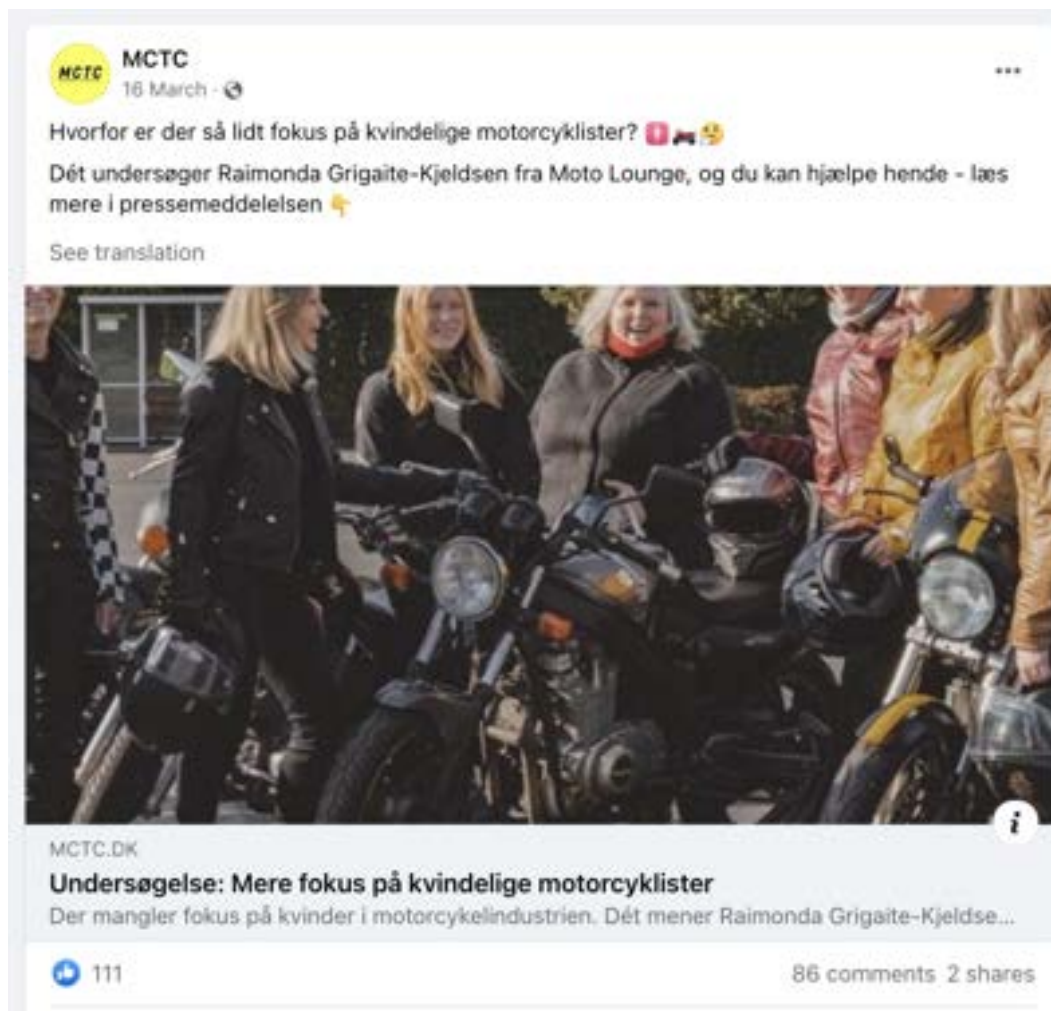 MCTC
MCTC
16 March ·
Hvorfor er der så lidt fokus på kvindelige motorcyklister? 🚺🏍️🤔
Dét undersøger Raimonda Grigaite-Kjeldsen fra Moto Lounge, og du kan hjælpe hende - læs
mere i pressemeddelelsen 👇
See translation
MCTC.DK
Undersøgelse: Mere fokus på kvindelige motorcyklister
Der mangler fokus på kvinder i motorcykelindustrien. Dét mener Raimonda Grigaite-Kjeldse...
111
86 comments 2 shares